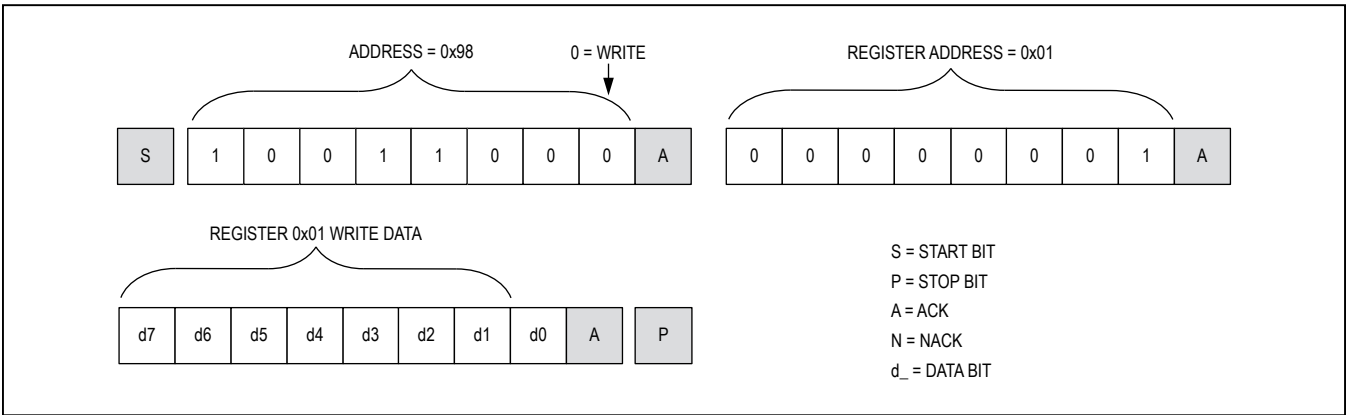 ADDRESS = 0x98 0 = WRITE REGISTER ADDRESS = 0x01
S 1 0 0 1 1 0 0 0 A 0 0 0 0 0 0 0 1 A
REGISTER 0x01 WRITE DATA
d7 d6 d5 d4 d3 d2 d1 d0 A P
S = START BIT
P = STOP BIT
A = ACK
N = NACK
d_ = DATA BIT